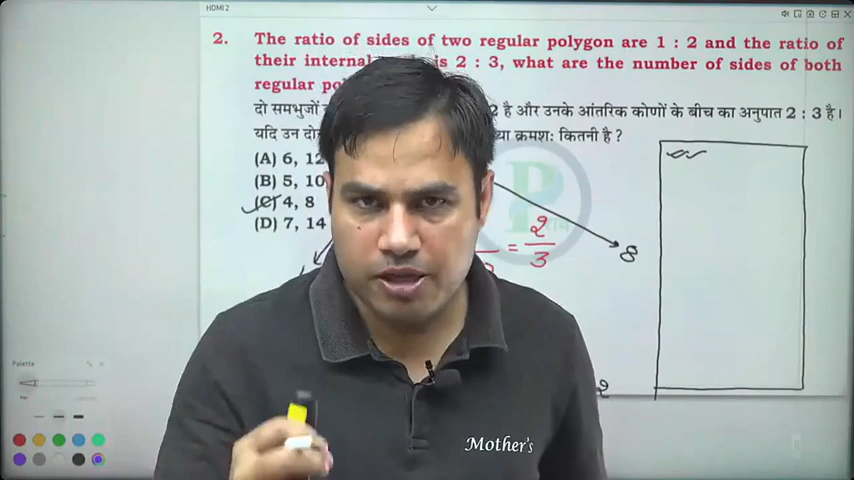 HDMI 2
2. The ratio of sides of two regular polygon are 1 : 2 and the ratio of
their internal is 2 : 3, what are the number of sides of both
regular
दो समभुजों 2 है और उनके आंतरिक कोणों के बीच का अनुपात 2 : 3 है।
यदि उन क्रमश: कितनी है ?
(A) 6, 12
(B) 5, 10
(C) 4, 8
(D) 7, 14
= 2/3
8
2
Palette
Mother's